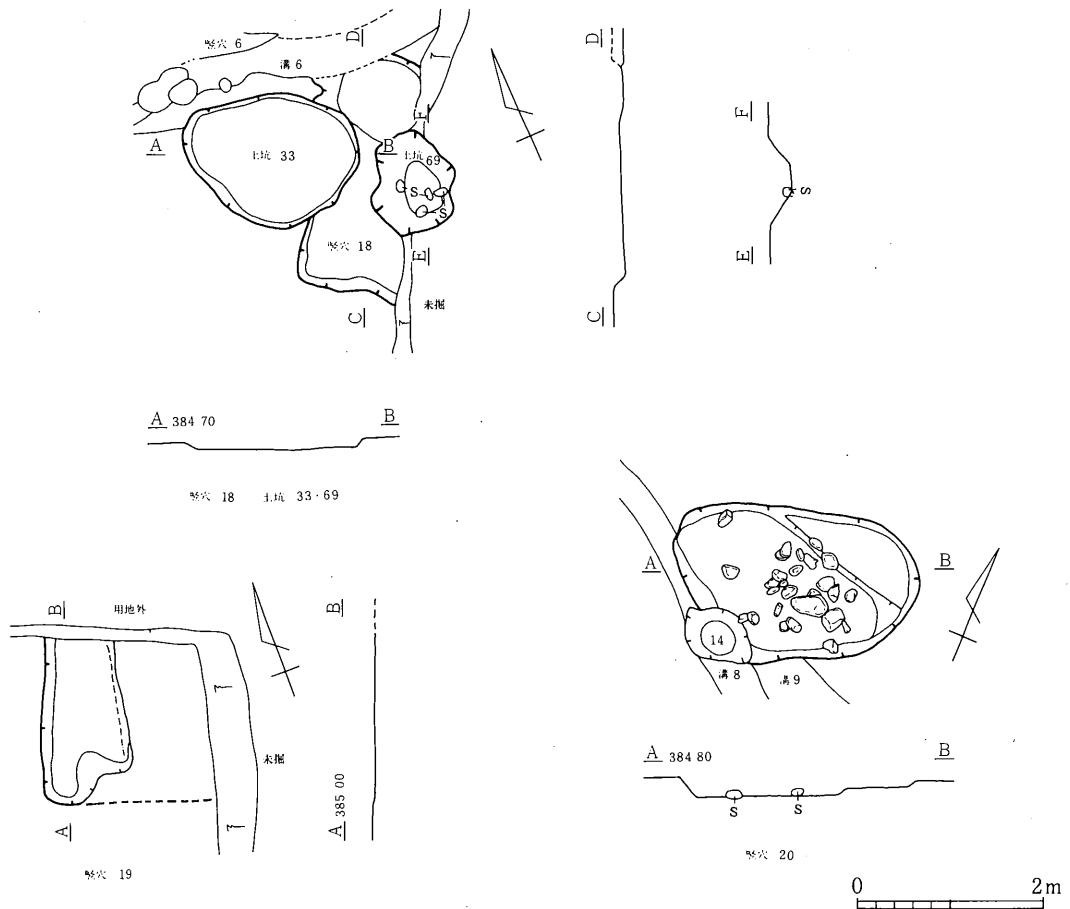 竪穴 6
溝 6
D
A
土坑 33
E
B
土坑 69
S
S
竪穴 18
E
C
未掘
D
C
E
S
E
A 384 70 B
竪穴 18 土坑 33・69
B
用地外
未掘
A
竪穴 19
B
A 385 00
A
B
14
溝 8
溝 9
A 384 80 B
S S
竪穴 20
0 2m